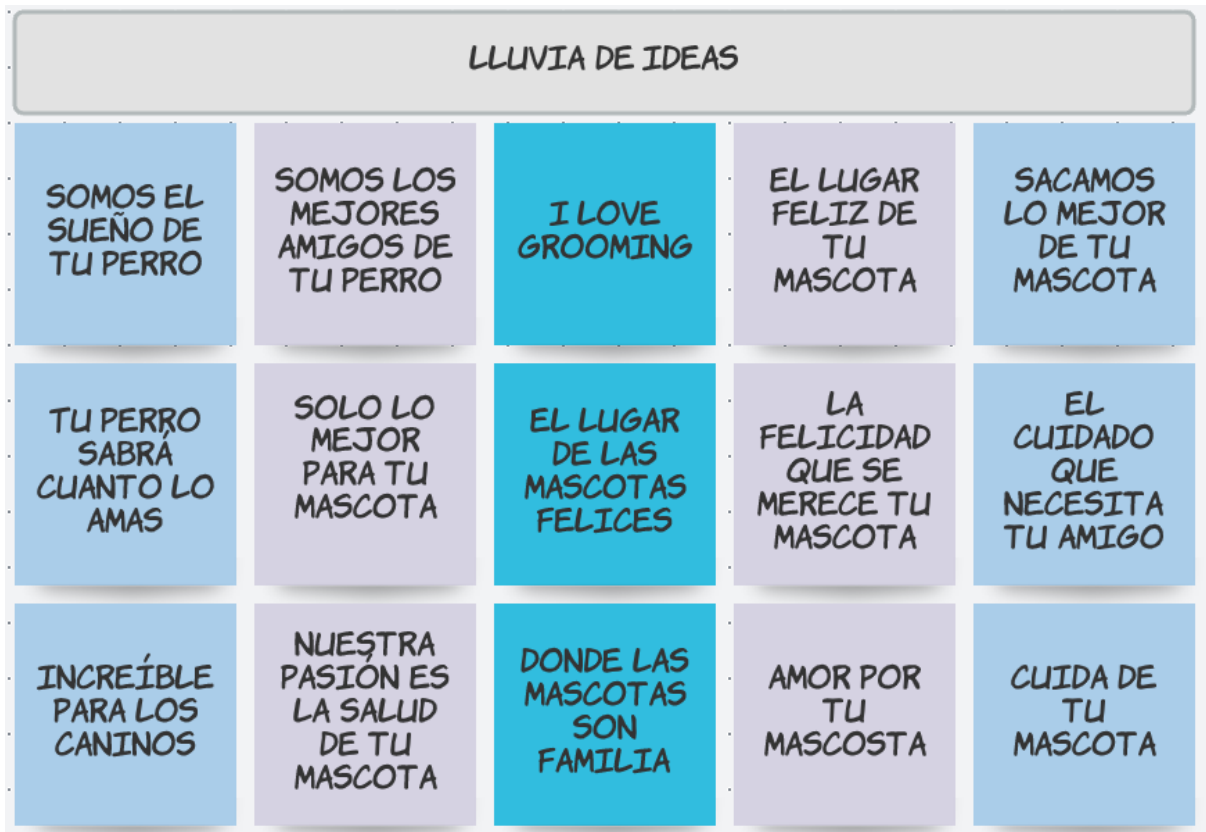 LLUVIA DE IDEAS
SOMOS EL
SUEÑO DE
TU PERRO
SOMOS LOS
MEJORES
AMIGOS DE
TU PERRO
I LOVE
GROOMING
EL LUGAR
FELIZ DE
TU
MASCOTA
SACAMOS
LO MEJOR
DE TU
MASCOTA
TU PERRO
SABRÁ
CUANTO LO
AMAS
SOLO LO
MEJOR
PARA TU
MASCOTA
EL LUGAR
DE LAS
MASCOTAS
FELICES
LA
FELICIDAD
QUE SE
MERECE TU
MASCOTA
EL
CUIDADO
QUE
NECESITA
TU AMIGO
INCREÍBLE
PARA LOS
CANINOS
NUESTRA
PASIÓN ES
LA SALUD
DE TU
MASCOTA
DONDE LAS
MASCOTAS
SON
FAMILIA
AMOR POR
TU
MASCOSTA
CUIDA DE
TU
MASCOTA